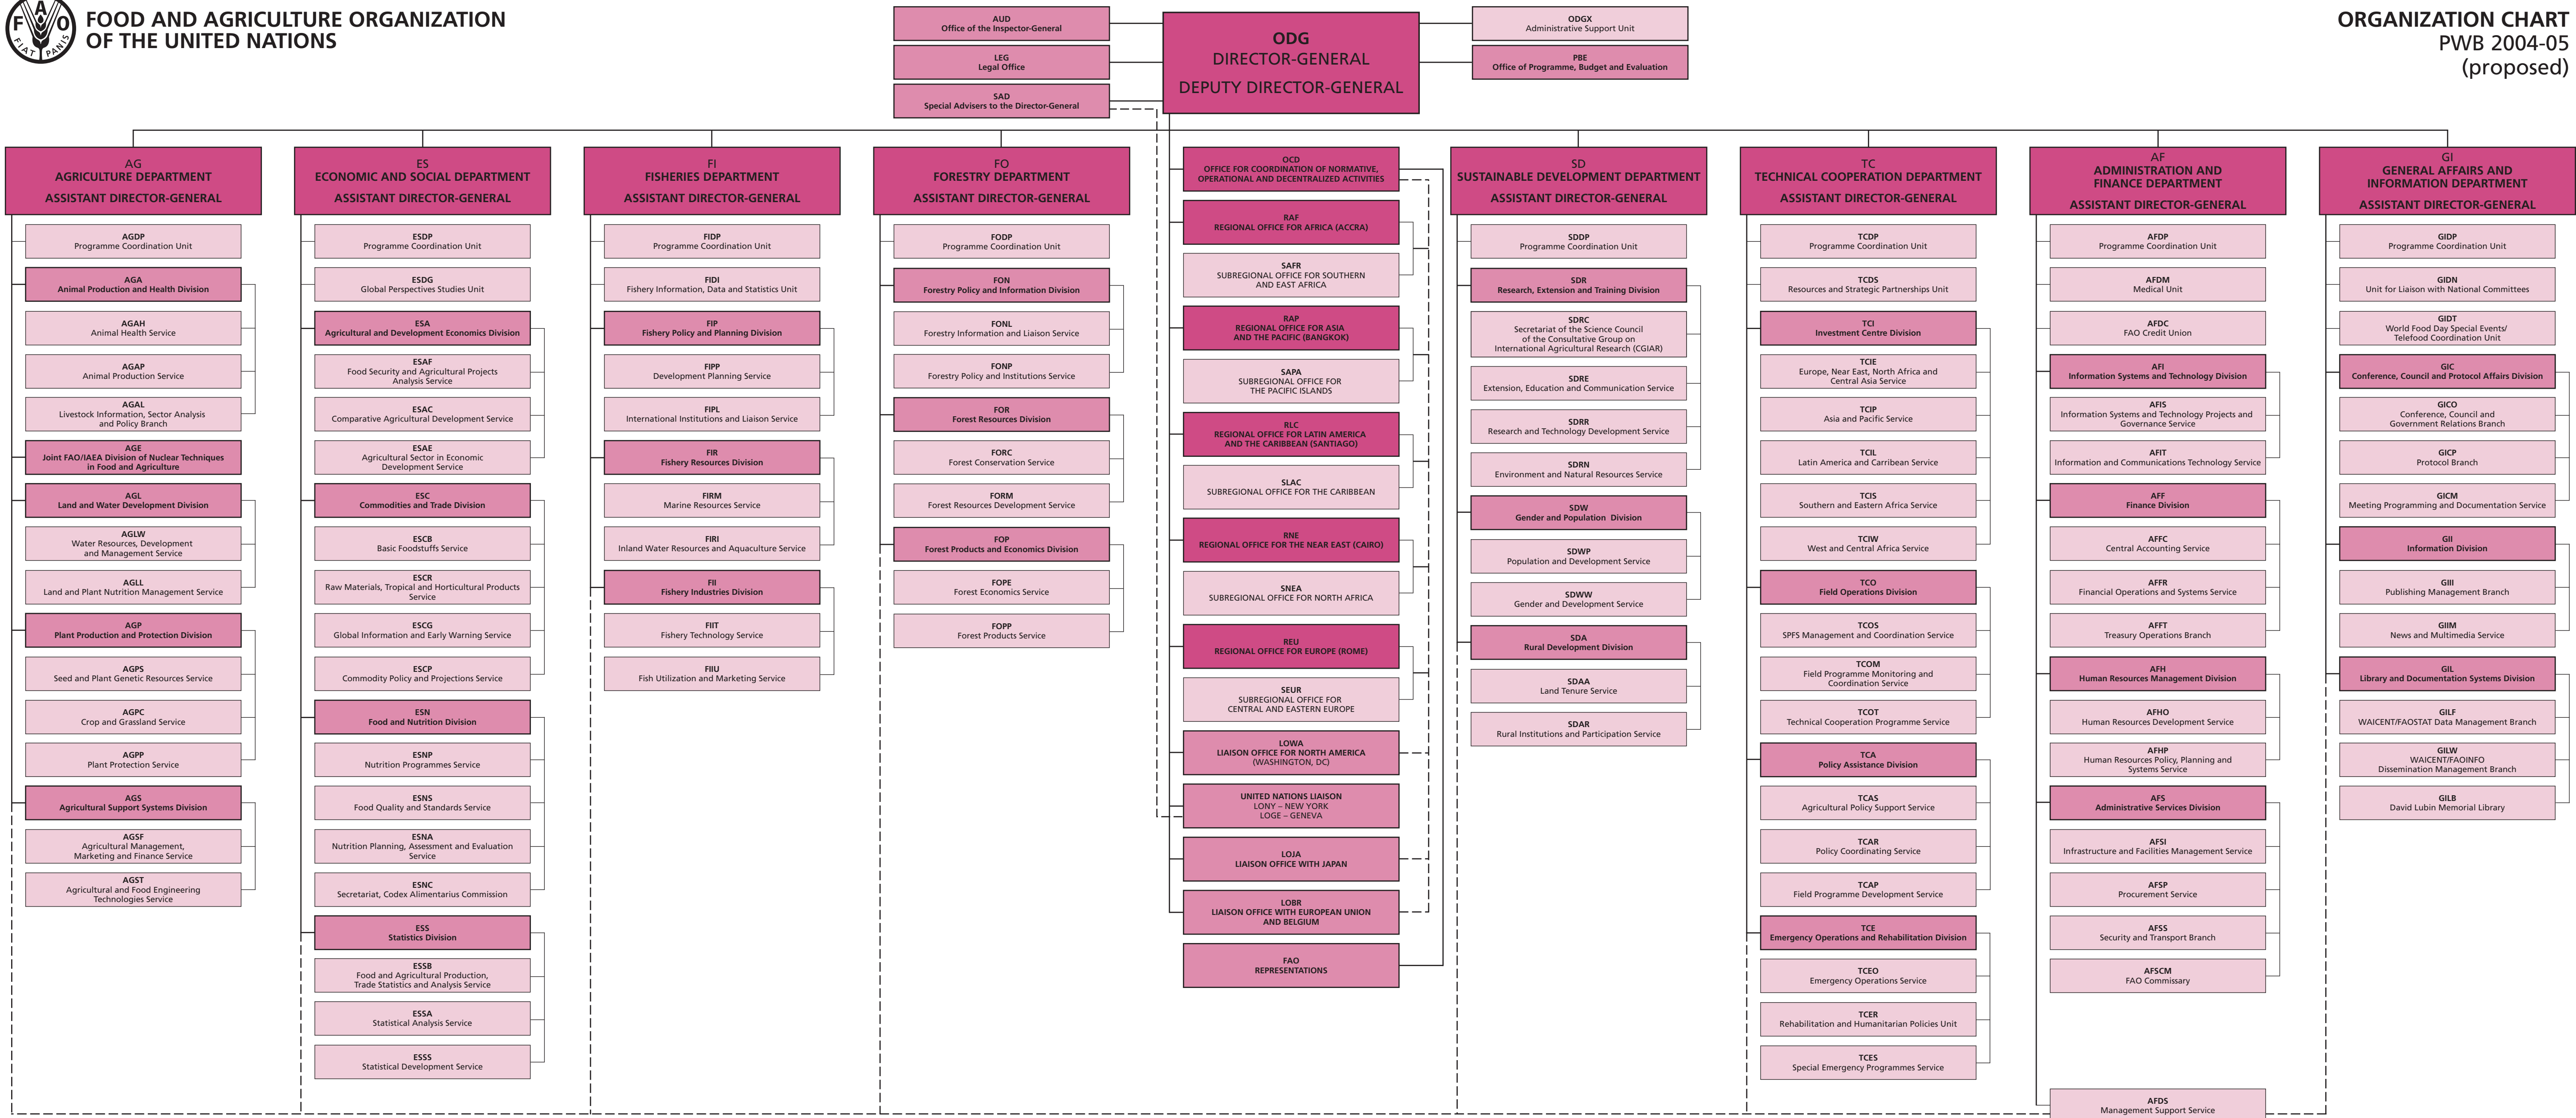 FAO
FIAT PANIS
FOOD AND AGRICULTURE ORGANIZATION
OF THE UNITED NATIONS
AUD
Office of the Inspector-General
LEG
Legal Office
SAD
Special Advisers to the Director-General
ODG
DIRECTOR-GENERAL
DEPUTY DIRECTOR-GENERAL
ODGX
Administrative Support Unit
PBE
Office of Programme, Budget and Evaluation
ORGANIZATION CHART
PWB 2004-05
(proposed)
AG
AGRICULTURE DEPARTMENT
ASSISTANT DIRECTOR-GENERAL
AGDP
Programme Coordination Unit
AGA
Animal Production and Health Division
AGAH
Animal Health Service
AGAP
Animal Production Service
AGAL
Livestock Information, Sector Analysis
and Policy Branch
AGE
Joint FAO/IAEA Division of Nuclear Techniques
in Food and Agriculture
AGL
Land and Water Development Division
AGLW
Water Resources, Development
and Management Service
AGLL
Land and Plant Nutrition Management Service
AGP
Plant Production and Protection Division
AGPS
Seed and Plant Genetic Resources Service
AGPC
Crop and Grassland Service
AGPP
Plant Protection Service
AGS
Agricultural Support Systems Division
AGSF
Agricultural Management,
Marketing and Finance Service
AGST
Agricultural and Food Engineering
Technologies Service
ES
ECONOMIC AND SOCIAL DEPARTMENT
ASSISTANT DIRECTOR-GENERAL
ESDP
Programme Coordination Unit
ESDG
Global Perspectives Studies Unit
ESA
Agricultural and Development Economics Division
ESAF
Food Security and Agricultural Projects
Analysis Service
ESAC
Comparative Agricultural Development Service
ESAE
Agricultural Sector in Economic
Development Service
ESC
Commodities and Trade Division
ESCB
Basic Foodstuffs Service
ESCR
Raw Materials, Tropical and Horticultural Products
Service
ESCG
Global Information and Early Warning Service
ESCP
Commodity Policy and Projections Service
ESN
Food and Nutrition Division
ESNP
Nutrition Programmes Service
ESNS
Food Quality and Standards Service
ESNA
Nutrition Planning, Assessment and Evaluation
Service
ESNC
Secretariat, Codex Alimentarius Commission
ESS
Statistics Division
ESSB
Food and Agricultural Production,
Trade Statistics and Analysis Service
ESSA
Statistical Analysis Service
ESSS
Statistical Development Service
FI
FISHERIES DEPARTMENT
ASSISTANT DIRECTOR-GENERAL
FIDP
Programme Coordination Unit
FIDI
Fishery Information, Data and Statistics Unit
FIP
Fishery Policy and Planning Division
FIPP
Development Planning Service
FIPL
International Institutions and Liaison Service
FIR
Fishery Resources Division
FIRM
Marine Resources Service
FIRI
Inland Water Resources and Aquaculture Service
FII
Fishery Industries Division
FIIT
Fishery Technology Service
FIIU
Fish Utilization and Marketing Service
FO
FORESTRY DEPARTMENT
ASSISTANT DIRECTOR-GENERAL
FODP
Programme Coordination Unit
FON
Forestry Policy and Information Division
FONL
Forestry Information and Liaison Service
FONP
Forestry Policy and Institutions Service
FOR
Forest Resources Division
FORC
Forest Conservation Service
FORM
Forest Resources Development Service
FOP
Forest Products and Economics Division
FOPE
Forest Economics Service
FOPP
Forest Products Service
OCD
OFFICE FOR COORDINATION OF NORMATIVE,
OPERATIONAL AND DECENTRALIZED ACTIVITIES
RAF
REGIONAL OFFICE FOR AFRICA (ACCRA)
SAFR
SUBREGIONAL OFFICE FOR SOUTHERN
AND EAST AFRICA
RAP
REGIONAL OFFICE FOR ASIA
AND THE PACIFIC (BANGKOK)
SAPA
SUBREGIONAL OFFICE FOR
THE PACIFIC ISLANDS
RLC
REGIONAL OFFICE FOR LATIN AMERICA
AND THE CARIBBEAN (SANTIAGO)
SLAC
SUBREGIONAL OFFICE FOR THE CARIBBEAN
RNE
REGIONAL OFFICE FOR THE NEAR EAST (CAIRO)
SNEA
SUBREGIONAL OFFICE FOR NORTH AFRICA
REU
REGIONAL OFFICE FOR EUROPE (ROME)
SEUR
SUBREGIONAL OFFICE FOR
CENTRAL AND EASTERN EUROPE
LOWA
LIAISON OFFICE FOR NORTH AMERICA
(WASHINGTON, DC)
UNITED NATIONS LIAISON
LONY – NEW YORK
LOGE – GENEVA
LOJA
LIAISON OFFICE WITH JAPAN
LOBR
LIAISON OFFICE WITH EUROPEAN UNION
AND BELGIUM
FAO
REPRESENTATIONS
SD
SUSTAINABLE DEVELOPMENT DEPARTMENT
ASSISTANT DIRECTOR-GENERAL
SDDP
Programme Coordination Unit
SDR
Research, Extension and Training Division
SDRC
Secretariat of the Science Council
of the Consultative Group on
International Agricultural Research (CGIAR)
SDRE
Extension, Education and Communication Service
SDRR
Research and Technology Development Service
SDRN
Environment and Natural Resources Service
SDW
Gender and Population Division
SDWP
Population and Development Service
SDWW
Gender and Development Service
SDA
Rural Development Division
SDAA
Land Tenure Service
SDAR
Rural Institutions and Participation Service
TC
TECHNICAL COOPERATION DEPARTMENT
ASSISTANT DIRECTOR-GENERAL
TCDP
Programme Coordination Unit
TCDS
Resources and Strategic Partnerships Unit
TCI
Investment Centre Division
TCIE
Europe, Near East, North Africa and
Central Asia Service
TCIP
Asia and Pacific Service
TCIL
Latin America and Carribean Service
TCIS
Southern and Eastern Africa Service
TCIW
West and Central Africa Service
TCO
Field Operations Division
TCOS
SPFS Management and Coordination Service
TCOM
Field Programme Monitoring and
Coordination Service
TCOT
Technical Cooperation Programme Service
TCA
Policy Assistance Division
TCAS
Agricultural Policy Support Service
TCAR
Policy Coordinating Service
TCAP
Field Programme Development Service
TCE
Emergency Operations and Rehabilitation Division
TCEO
Emergency Operations Service
TCER
Rehabilitation and Humanitarian Policies Unit
TCES
Special Emergency Programmes Service
AF
ADMINISTRATION AND
FINANCE DEPARTMENT
ASSISTANT DIRECTOR-GENERAL
AFDP
Programme Coordination Unit
AFDM
Medical Unit
AFDC
FAO Credit Union
AFI
Information Systems and Technology Division
AFIS
Information Systems and Technology Projects and
Governance Service
AFIT
Information and Communications Technology Service
AFF
Finance Division
AFFC
Central Accounting Service
AFFR
Financial Operations and Systems Service
AFFT
Treasury Operations Branch
AFH
Human Resources Management Division
AFHO
Human Resources Development Service
AFHP
Human Resources Policy, Planning and
Systems Service
AFS
Administrative Services Division
AFSI
Infrastructure and Facilities Management Service
AFSP
Procurement Service
AFSS
Security and Transport Branch
AFSCM
FAO Commissary
AFDS
Management Support Service
GI
GENERAL AFFAIRS AND
INFORMATION DEPARTMENT
ASSISTANT DIRECTOR-GENERAL
GIDP
Programme Coordination Unit
GIDN
Unit for Liaison with National Committees
GIDT
World Food Day Special Events/
Telefood Coordination Unit
GIC
Conference, Council and Protocol Affairs Division
GICO
Conference, Council and
Government Relations Branch
GICP
Protocol Branch
GICM
Meeting Programming and Documentation Service
GII
Information Division
GIII
Publishing Management Branch
GIIM
News and Multimedia Service
GIL
Library and Documentation Systems Division
GILF
WAICENT/FAOSTAT Data Management Branch
GILW
WAICENT/FAOINFO
Dissemination Management Branch
GILB
David Lubin Memorial Library